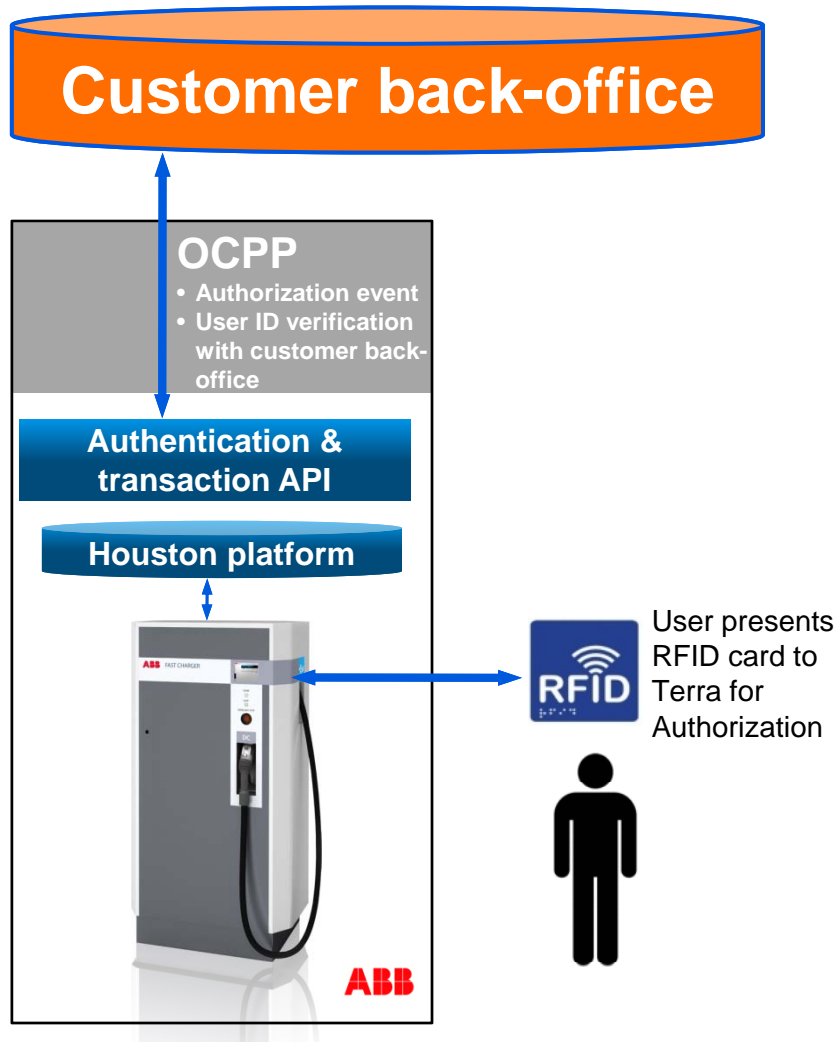 Customer back-office
OCPP
• Authorization event
• User ID verification
with customer back-
office
Authentication &
transaction API
Houston platform
ABB FAST CHARGER
DC
RFID
User presents
RFID card to
Terra for
Authorization
ABB